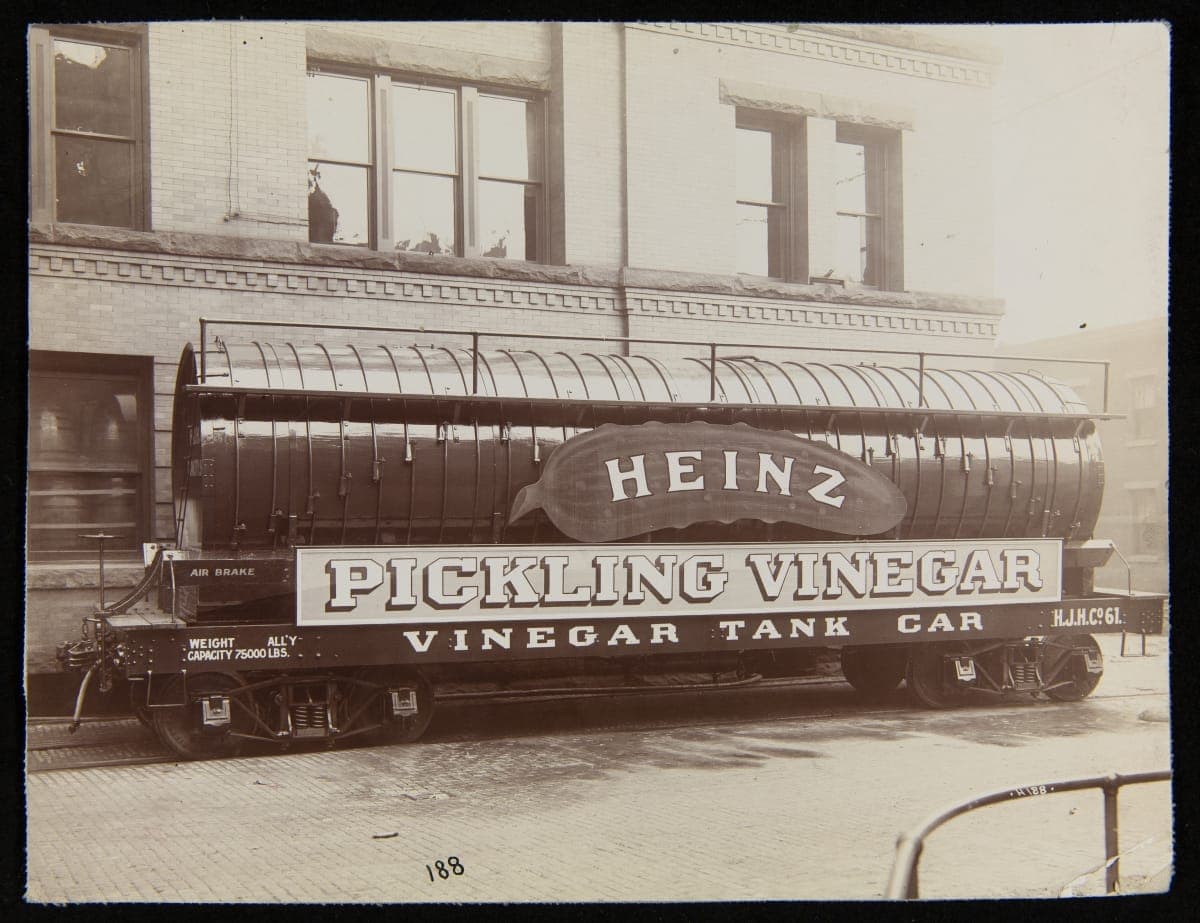 HEINZ
PICKLING VINEGAR
AIR BRAKE
VINEGAR TANK CAR
H.J.H.Co 61.
WEIGHT ALL'Y
CAPACITY 75000 LBS.
188